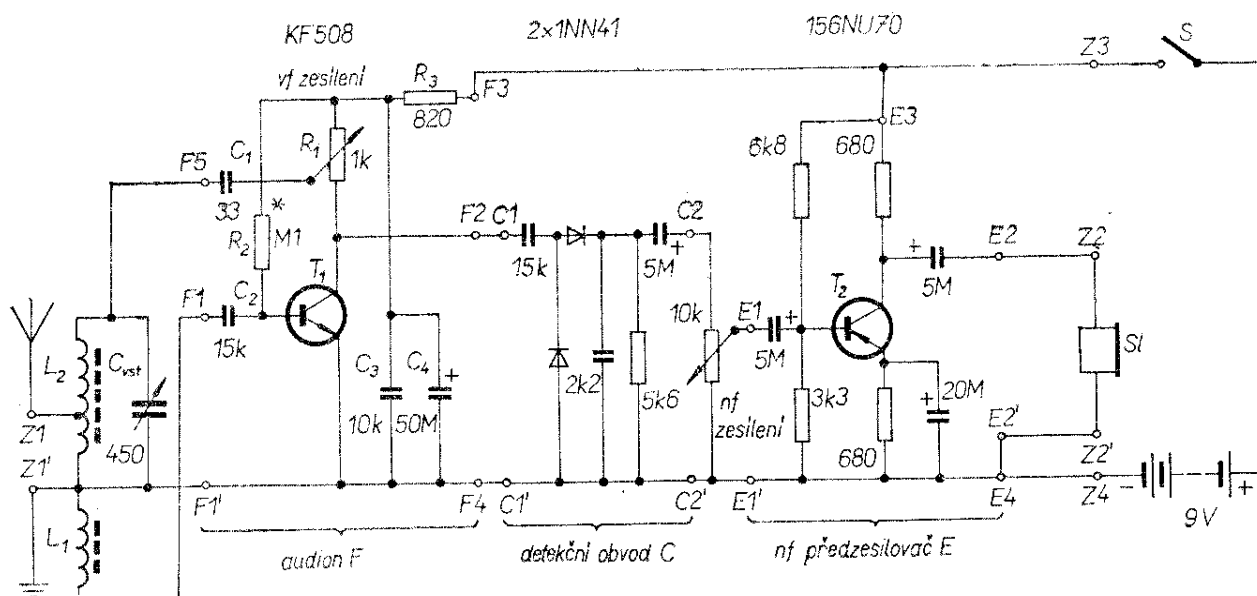 KF508
2×1NN41
156NU70
S
Z3
vf zesílení
R3
820
F3
E3
6k8
680
F5
C1
33
R1
1k
*
R2
M1
F2
C1
C2
15k
5M
+
E2
Z2
+
5M
F1
C2
15k
T1
T2
10k
E1
+
5M
Sl
L2
Cvst
450
C3
10k
C4
+
50M
2k2
5k6
nf
zesílení
3k3
680
+
20M
E2'
Z2'
Z1
Z1'
F1'
F4
C1'
C2'
E1'
E4
Z4
-
+
9V
L1
audion F
detekční obvod C
nf předzesilovač E